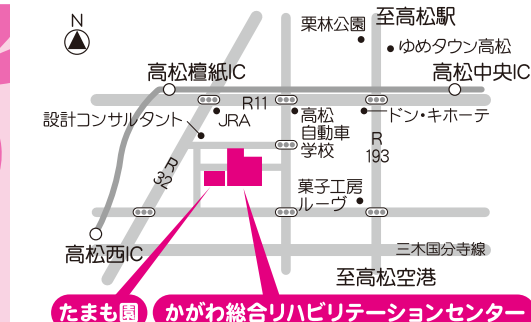 N
栗林公園
至高松駅
ゆめタウン高松
高松檀紙IC
高松中央IC
R11
設計コンサルタント
JRA
高松
自動車
学校
ドン・キホーテ
R
193
R
32
菓子工房
ルーヴ
高松西IC
三木国分寺線
至高松空港
たまも園
かがわ総合リハビリテーションセンター